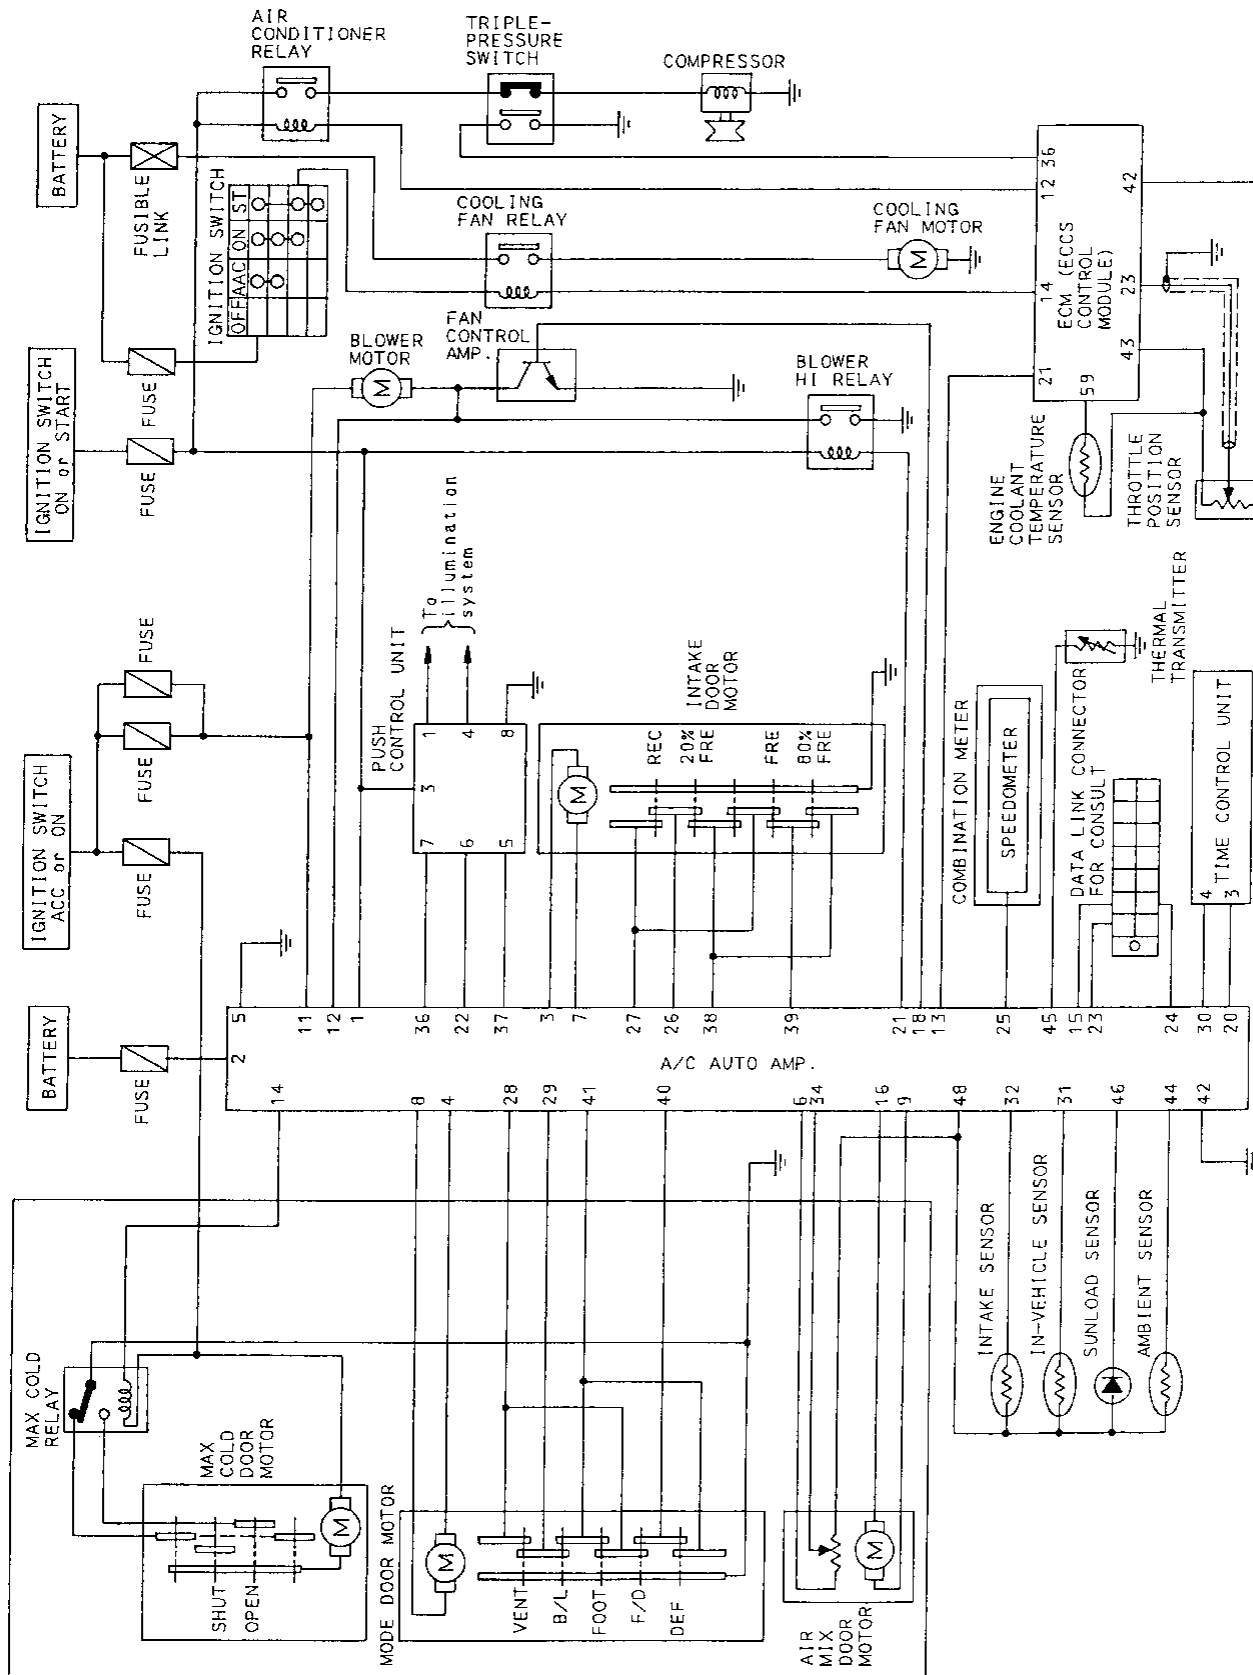 AIR
CONDITIONER
RELAY
TRIPLE-
PRESSURE
SWITCH
COMPRESSOR
BATTERY
FUSIBLE
LINK
IGNITION SWITCH
OFF AAC ON ST
COOLING
FAN RELAY
COOLING
FAN MOTOR
M
36
12
14
21
ECM (ECCS
CONTROL
MODULE)
42
23
43
59
FUSE
BLOWER
MOTOR
M
FAN
CONTROL
AMP.
BLOWER
HI RELAY
IGNITION SWITCH
ON or START
FUSE
ENGINE
COOLANT
TEMPERATURE
SENSOR
THROTTLE
POSITION
SENSOR
To
illumination
system
PUSH
CONTROL UNIT
1
4
8
3
7
6
5
INTAKE
DOOR
MOTOR
M
REC
20%
FRE
FRE
80%
FRE
THERMAL
TRANSMITTER
IGNITION SWITCH
ACC or ON
FUSE
FUSE
FUSE
COMBINATION METER
SPEEDOMETER
DATA LINK CONNECTOR
FOR CONSULT
TIME CONTROL UNIT
4
3
BATTERY
FUSE
2
5
11
12
1
36
22
37
3
7
27
26
38
39
21
18
13
25
45
15
23
24
30
20
A/C AUTO AMP.
14
8
4
28
29
41
40
6
34
16
9
48
32
31
46
44
42
INTAKE SENSOR
IN-VEHICLE SENSOR
SUNLOAD SENSOR
AMBIENT SENSOR
MAX COLD
RELAY
MAX
COLD
DOOR
MOTOR
SHUT
OPEN
M
MODE DOOR MOTOR
M
VENT
B/L
FOOT
F/D
DEF
AIR
MIX
DOOR
MOTOR
M